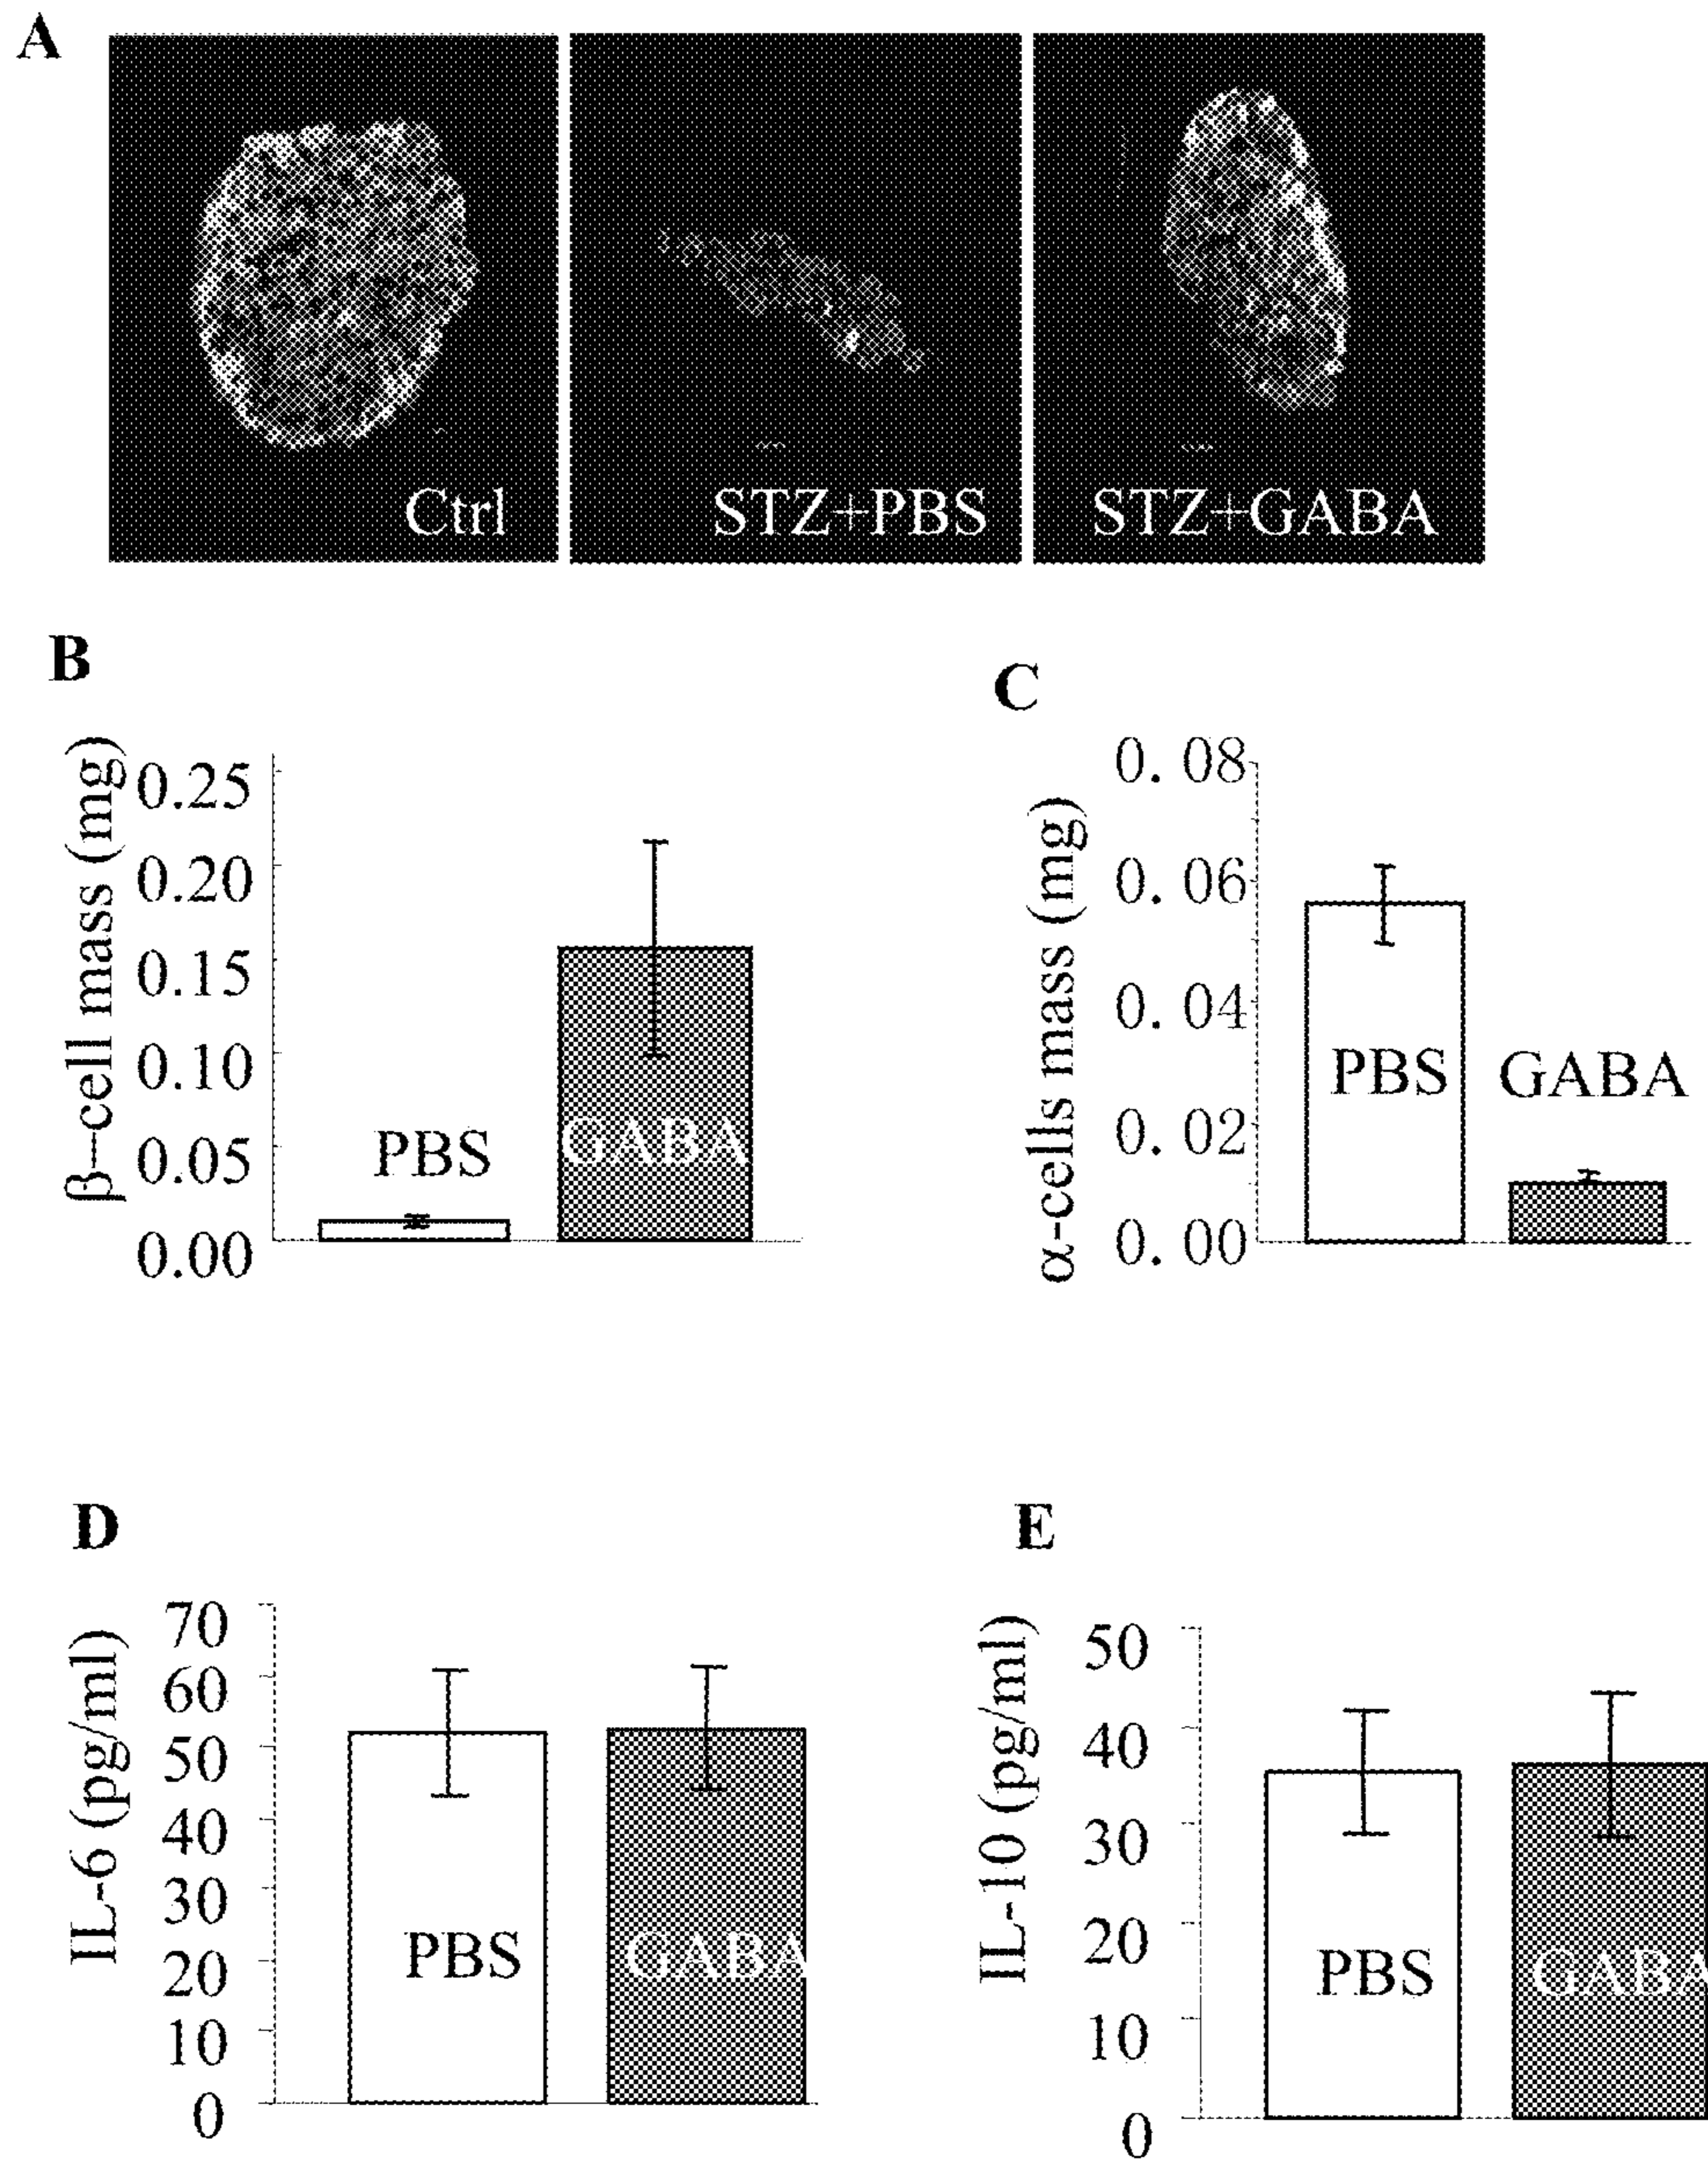 A
Ctrl
STZ+PBS
STZ+GABA
B
β–cell mass (mg)
0.25
0.20
0.15
0.10
0.05
0.00
PBS
GABA
C
α-cells mass (mg)
0. 08
0. 06
0. 04
0. 02
0. 00
PBS
GABA
D
IL-6 (pg/ml)
70
60
50
40
30
20
10
0
PBS
GABA
E
IL-10 (pg/ml)
50
40
30
20
10
0
PBS
GABA